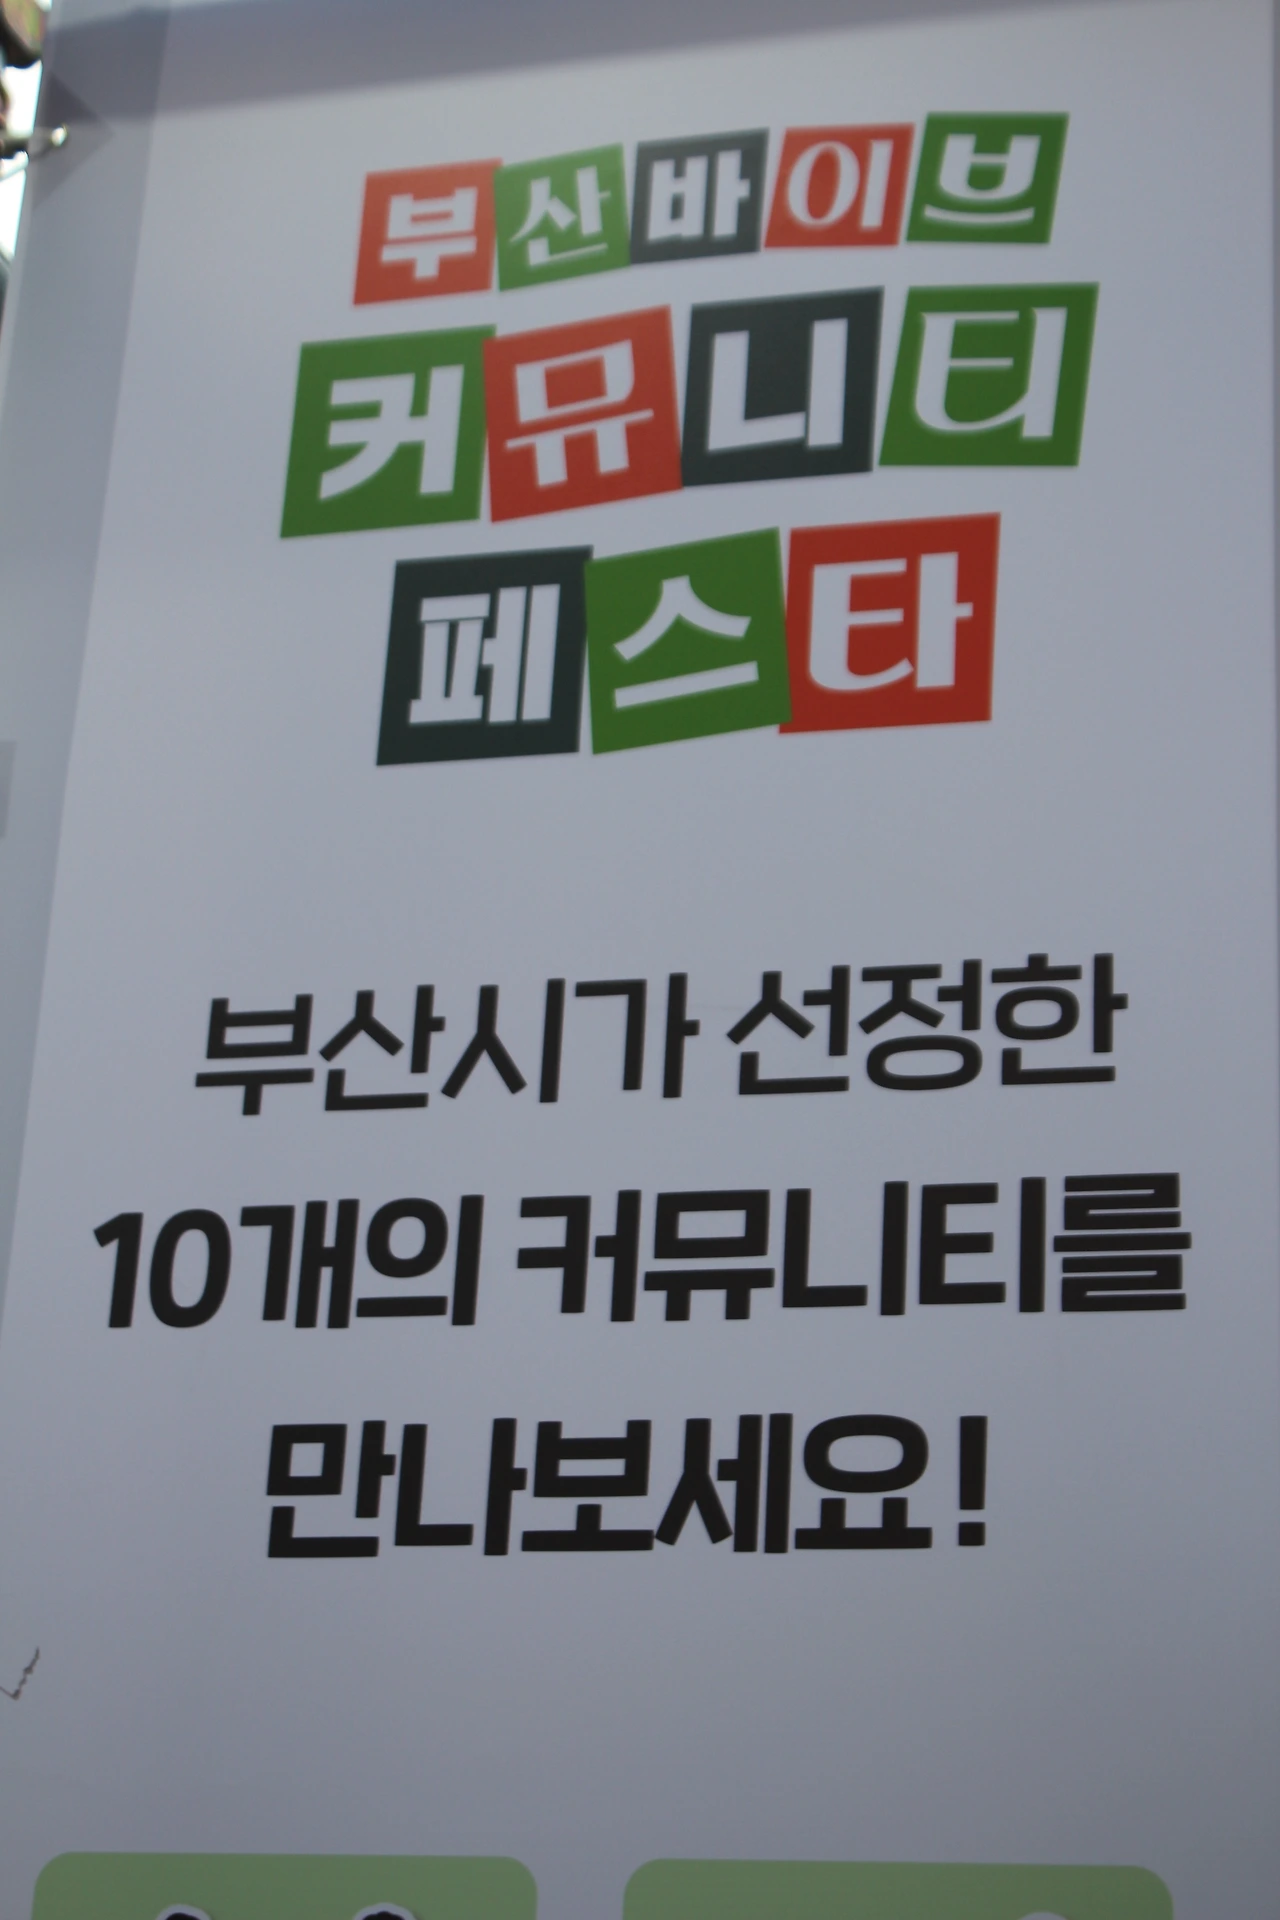 부산바이브
커뮤니티
페스타
부산시가 선정한
10개의 커뮤니티를
만나보세요!